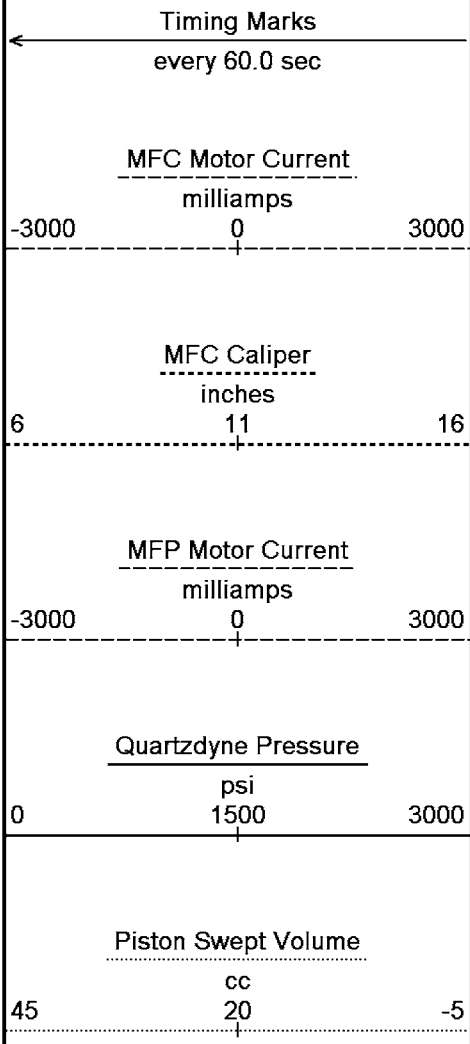 Timing Marks
every 60.0 sec
MFC Motor Current
milliamps
-3000 0 3000
MFC Caliper
inches
6 11 16
MFP Motor Current
milliamps
-3000 0 3000
Quartzdyne Pressure
psi
0 1500 3000
Piston Swept Volume
cc
45 20 -5